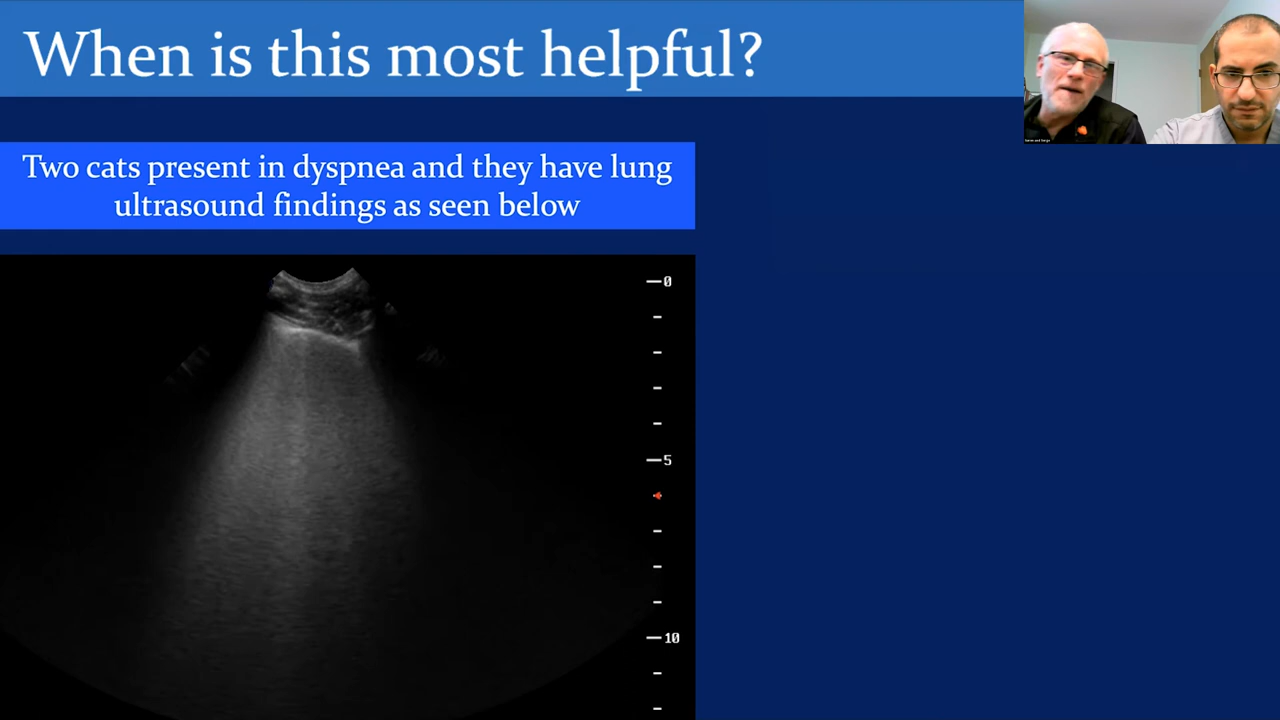 When is this most helpful?
Two cats present in dyspnea and they have lung
ultrasound findings as seen below
0
5
10